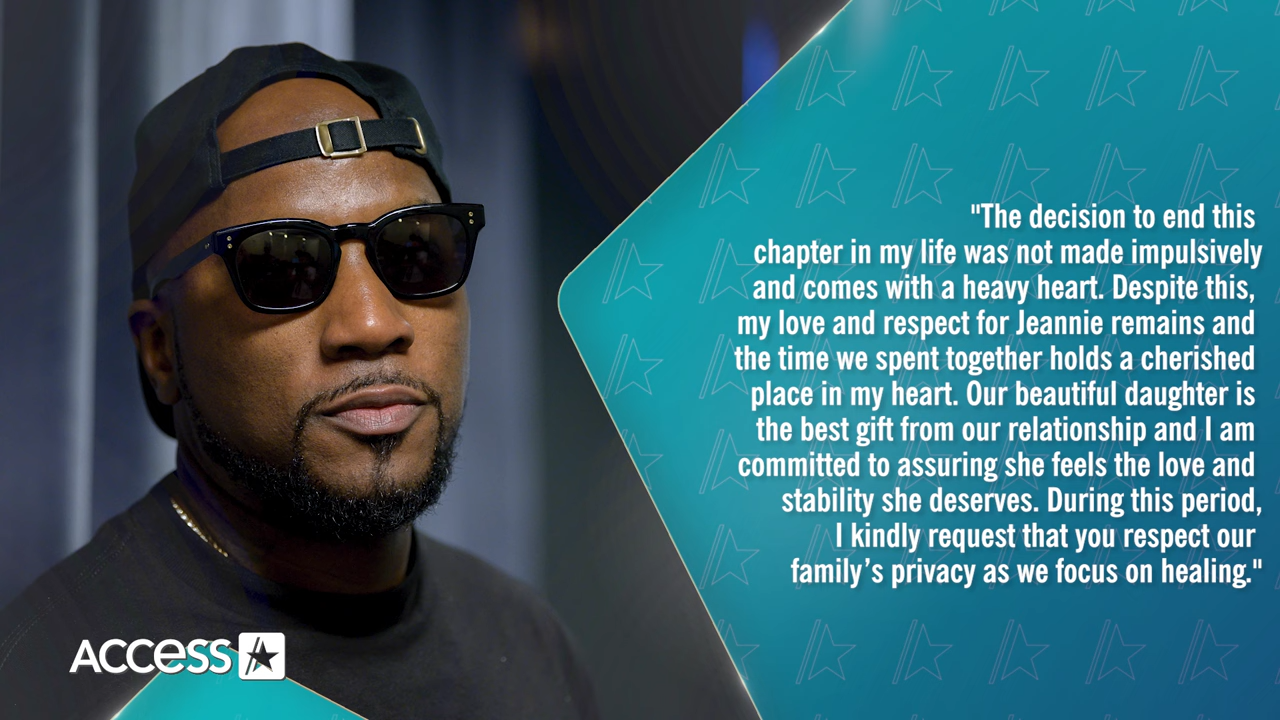 "The decision to end this
chapter in my life was not made impulsively
and comes with a heavy heart. Despite this,
my love and respect for Jeannie remains and
the time we spent together holds a cherished
place in my heart. Our beautiful daughter is
the best gift from our relationship and I am
committed to assuring she feels the love and
stability she deserves. During this period,
I kindly request that you respect our
family’s privacy as we focus on healing."
ACCESS